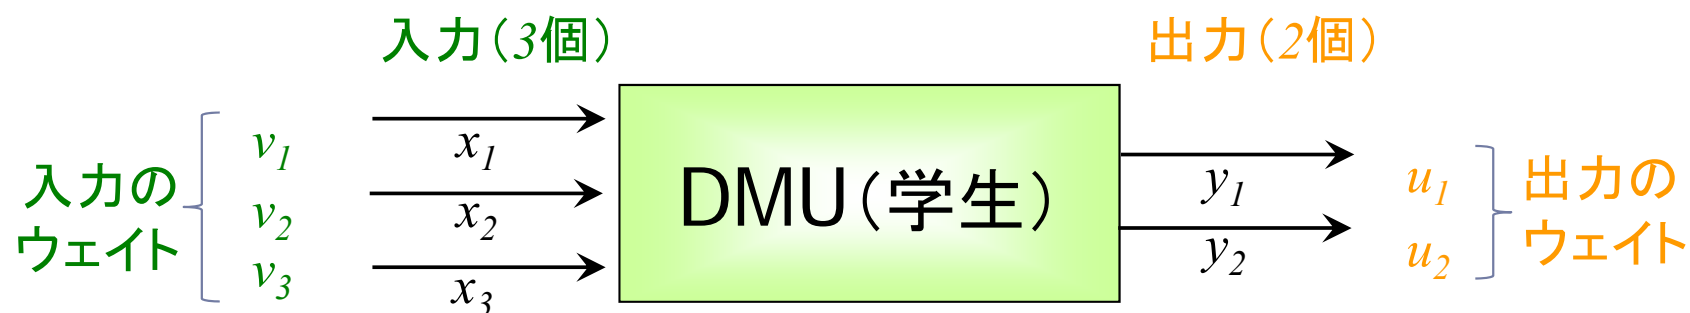 入力(3個)
出力(2個)
入力の
ウェイト
v1
v2
v3
x1
x2
x3
DMU(学生)
y1
y2
u1
u2
出力の
ウェイト